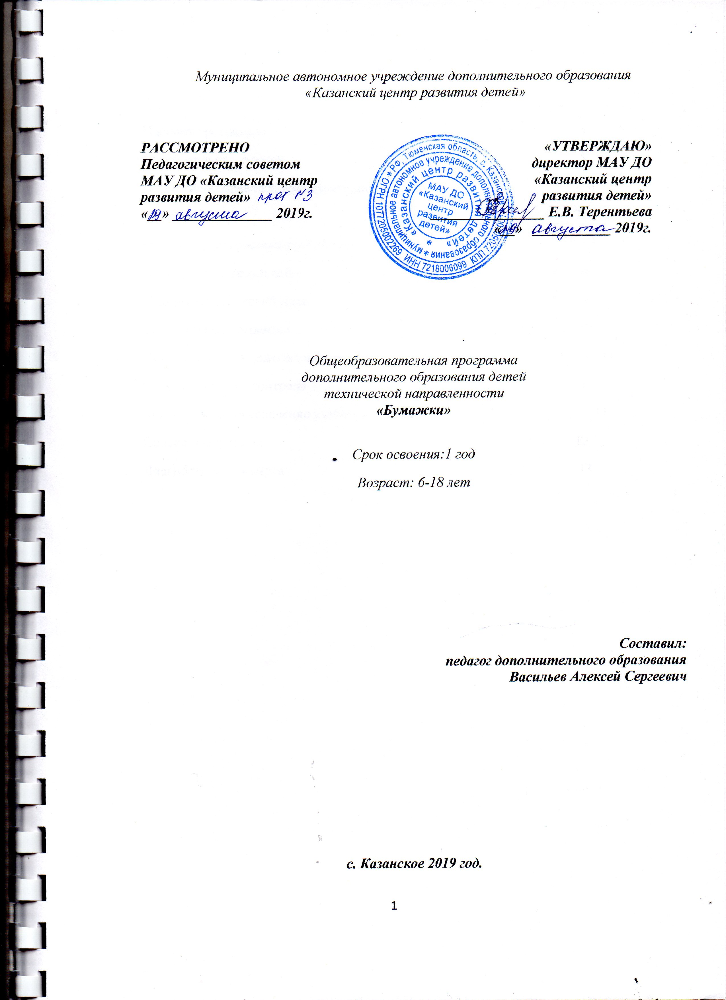 Муниципальное автономное учреждение дополнительного образования
«Казанский центр развития детей»
РАССМОТРЕНО
Педагогическим советом
МАУ ДО «Казанский центр
развития детей» прот №3
«29» августа 2019г.
«УТВЕРЖДАЮ»
директор МАУ ДО
«Казанский центр
развития детей»
Е.В. Терентьева
«29» августа 2019г.
РФ, Тюменская область, с. Казанское
ОГРН 1077205002269 ИНН 7218006099 КПП 7205
муниципальное автономное учреждение дополнительного образования
«Казанский центр развития детей»
МАУ ДО
«Казанский
центр
развития
детей»
Общеобразовательная программа
дополнительного образования детей
технической направленности
«Бумажки»
Срок освоения:1 год
Возраст: 6-18 лет
Составил:
педагог дополнительного образования
Васильев Алексей Сергеевич
с. Казанское 2019 год.
1